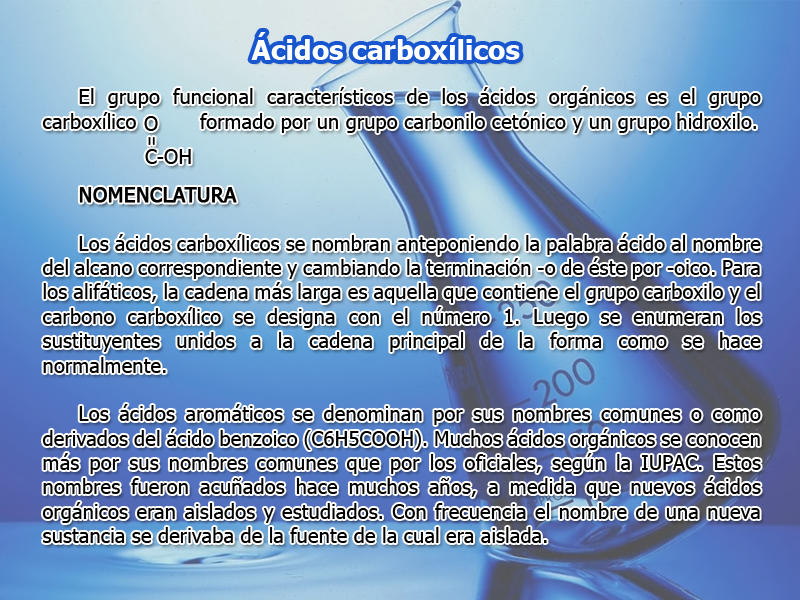 Ácidos carboxílicos
El grupo funcional característicos de los ácidos orgánicos es el grupo
carboxílico O formado por un grupo carbonilo cetónico y un grupo hidroxilo.
"
C-OH
NOMENCLATURA
Los ácidos carboxílicos se nombran anteponiendo la palabra ácido al nombre
del alcano correspondiente y cambiando la terminación -o de éste por -oico. Para
los alifáticos, la cadena más larga es aquella que contiene el grupo carboxilo y el
carbono carboxílico se designa con el número 1. Luego se enumeran los
sustituyentes unidos a la cadena principal de la forma como se hace
normalmente.
200
Los ácidos aromáticos se denominan por sus nombres comunes o como
derivados del ácido benzoico (C6H5COOH). Muchos ácidos orgánicos se conocen
más por sus nombres comunes que por los oficiales, según la IUPAC. Estos
nombres fueron acuñados hace muchos años, a medida que nuevos ácidos
orgánicos eran aislados y estudiados. Con frecuencia el nombre de una nueva
sustancia se derivaba de la fuente de la cual era aislada.